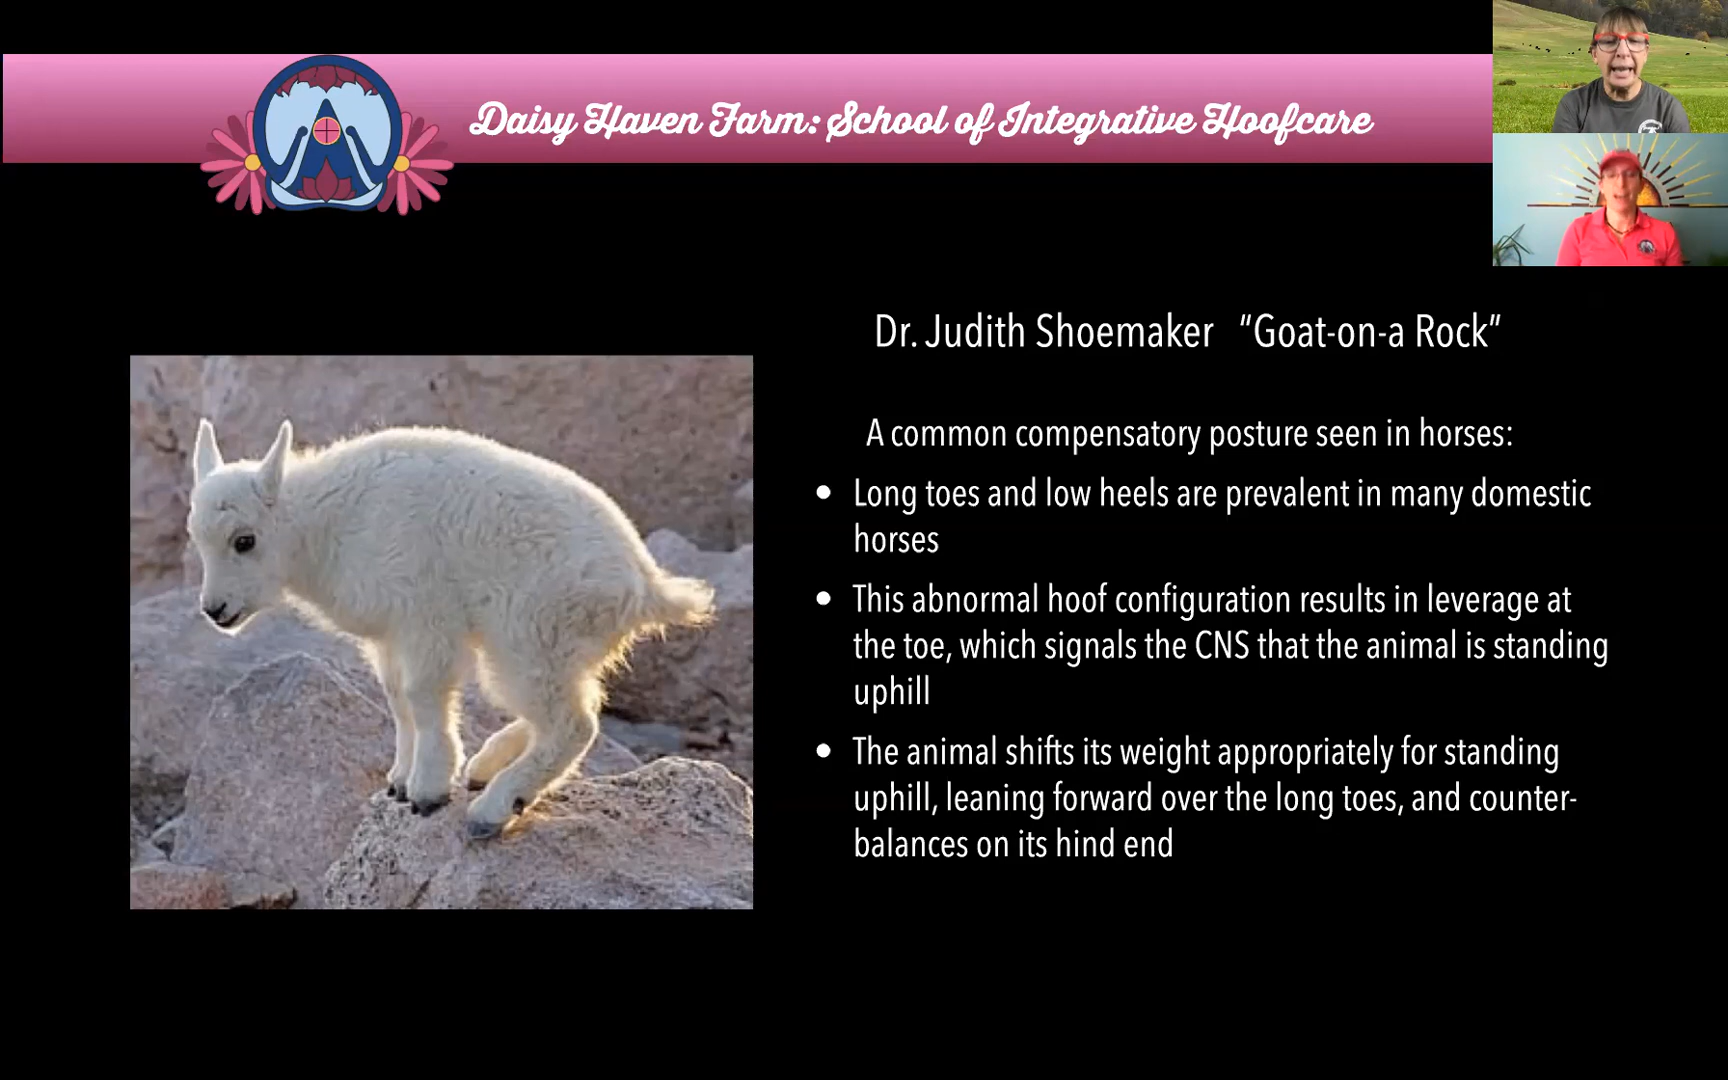 Daisy Haven Farm: School of Integrative Hoofcare
Dr. Judith Shoemaker "Goat-on-a Rock"
A common compensatory posture seen in horses:
• Long toes and low heels are prevalent in many domestic
horses
• This abnormal hoof configuration results in leverage at
the toe, which signals the CNS that the animal is standing
uphill
• The animal shifts its weight appropriately for standing
uphill, leaning forward over the long toes, and counter-
balances on its hind end